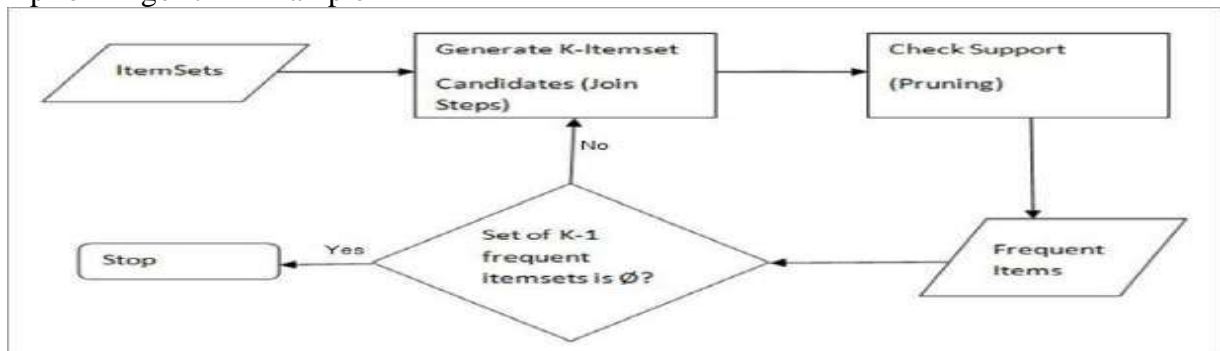 ItemSets
Generate K-Itemset
Candidates (Join
Steps)
Check Support
(Pruning)
No
Set of K-1
frequent
itemsets is Ø?
Yes
Stop
Frequent
Items